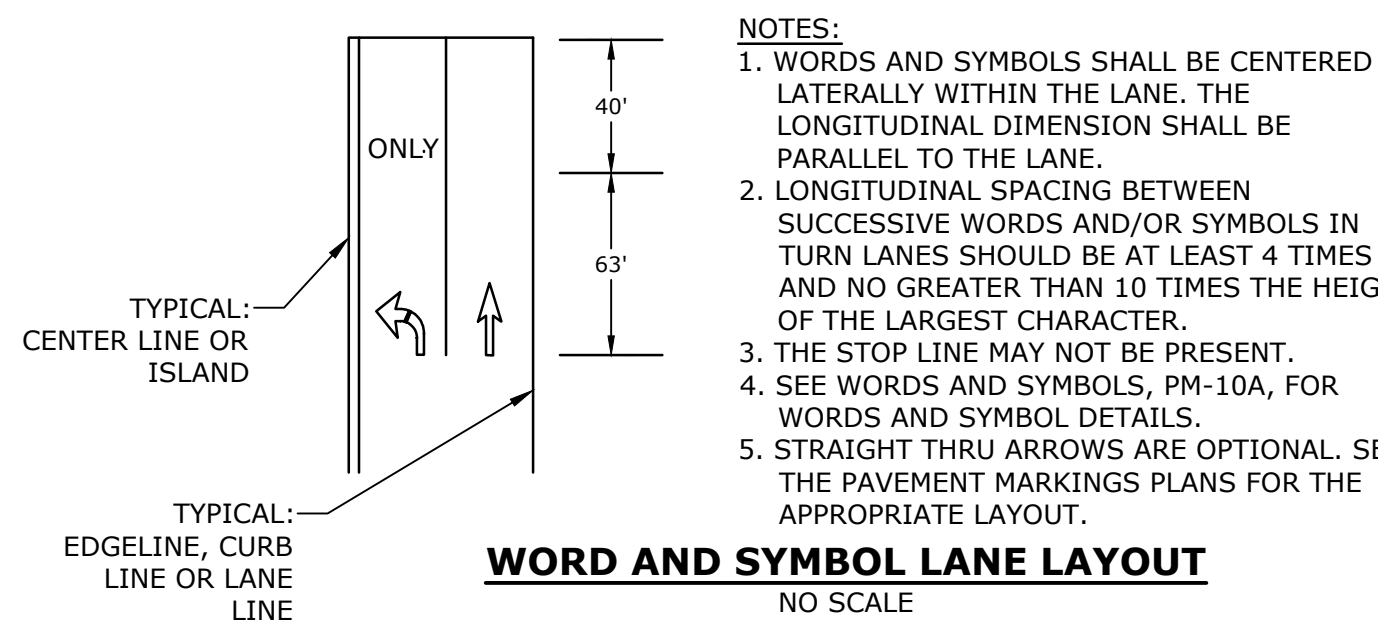 ONLY
40'
63'
TYPICAL:
CENTER LINE OR
ISLAND
TYPICAL:
EDGELINE, CURB
LINE OR LANE
LINE
NOTES:
1. WORDS AND SYMBOLS SHALL BE CENTERED
LATERALLY WITHIN THE LANE. THE
LONGITUDINAL DIMENSION SHALL BE
PARALLEL TO THE LANE.
2. LONGITUDINAL SPACING BETWEEN
SUCCESSIVE WORDS AND/OR SYMBOLS IN
TURN LANES SHOULD BE AT LEAST 4 TIMES
AND NO GREATER THAN 10 TIMES THE
OF THE LARGEST CHARACTER.
3. THE STOP LINE MAY NOT BE PRESENT.
4. SEE WORDS AND SYMBOLS, PM-10A, FOR
WORDS AND SYMBOL DETAILS.
5. STRAIGHT THRU ARROWS ARE OPTIONAL.
THE PAVEMENT MARKINGS PLANS FOR THE
APPROPRIATE LAYOUT.
WORD AND SYMBOL LANE LAYOUT
NO SCALE